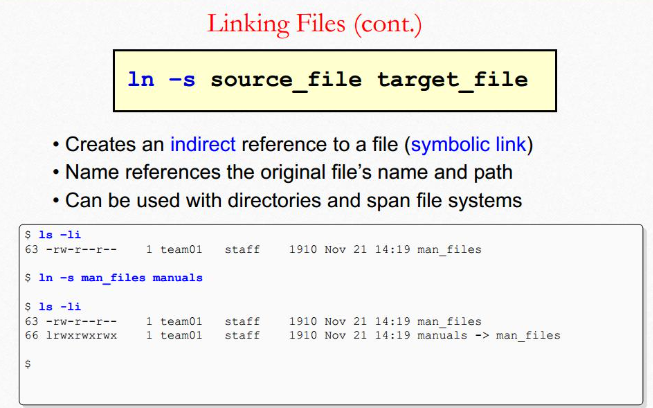 Linking Files (cont.)
ln -s source_file target_file
• Creates an indirect reference to a file (symbolic link)
• Name references the original file's name and path
• Can be used with directories and span file systems
$ ls -li
63 -rw-r--r-- 1 team01 staff 1910 Nov 21 14:19 man_files
$ ln -s man_files manuals
$ ls -li
63 -rw-r--r-- 1 team01 staff 1910 Nov 21 14:19 man_files
66 lrwxrwxrwx 1 team01 staff 1910 Nov 21 14:19 manuals -> man_files
$